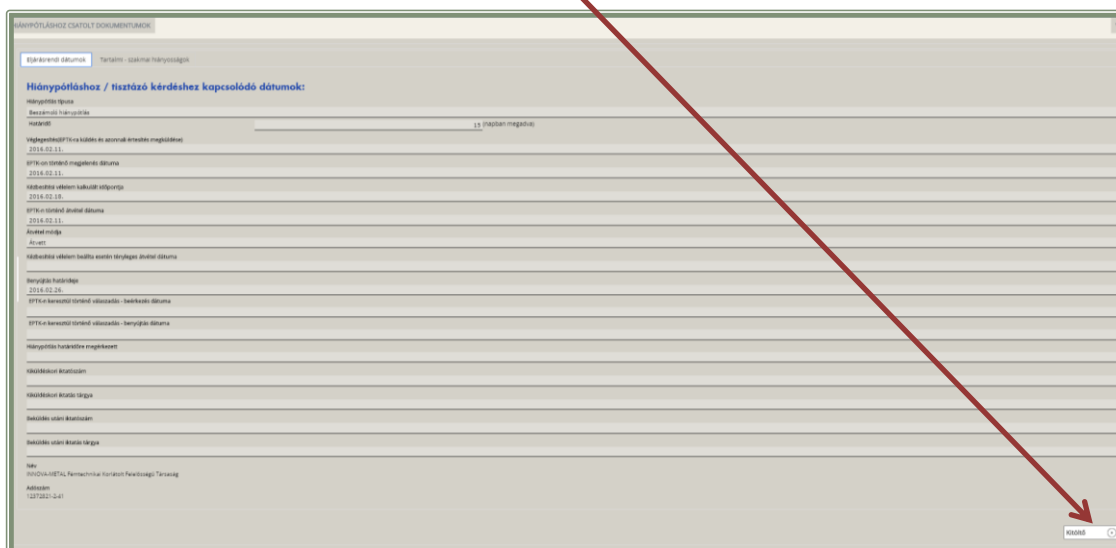 HIÁNYPÓTLÁSHOZ CSATOLT DOKUMENTUMOK
Eljárásrendi dátumok Tartalmi - szakmai hiányosságok
Hiánypótláshoz / tisztázó kérdéshez kapcsolódó dátumok:
Hiánypótlás típusa
Beszámoló hiánypótlás
Határidő 15 (napban megadva)
Véglegesítés(EPTK-ra küldés és azonnali értesítés megküldése)
2016.02.11.
EPTK-on történő megjelenés dátuma
2016.02.11.
Kézbesítési vélelem kalkulált időpontja
2016.02.18.
EPTK-n történő átvétel dátuma
2016.02.11.
Átvétel módja
Átvett
Kézbesítési vélelem beállta esetén tényleges átvétel dátuma
Benyújtás határideje
2016.02.26.
EPTK-n keresztül történő válaszadás - beérkezés dátuma
EPTK-n keresztül történő válaszadás - benyújtás dátuma
Hiánypótlás határidőre megérkezett
Kiküldéskori iktatószám
Kiküldéskori iktatás tárgya
Beküldés utáni iktatószám
Beküldés utáni iktatás tárgya
Név
INNOVA-METAL Fémtechnikai Korlátolt Felelősségű Társaság
Adószám
Kitöltő